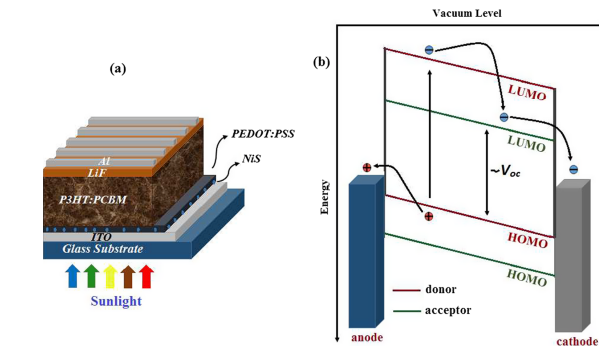 Vacuum Level
(a)
(b)
PEDOT:PSS
NiS
Al
LiF
P3HT:PCBM
ITO
Glass Substrate
Sunlight
Energy
LUMO
LUMO
~Voc
HOMO
HOMO
donor
acceptor
anode
cathode